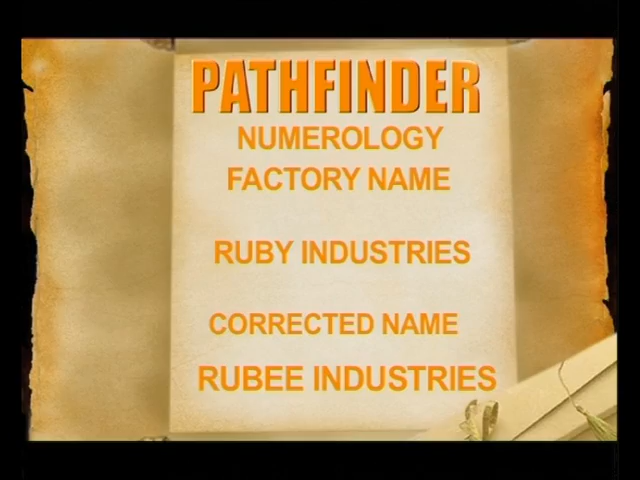 PATHFINDER
NUMEROLOGY
FACTORY NAME
RUBY INDUSTRIES
CORRECTED NAME
RUBEE INDUSTRIES